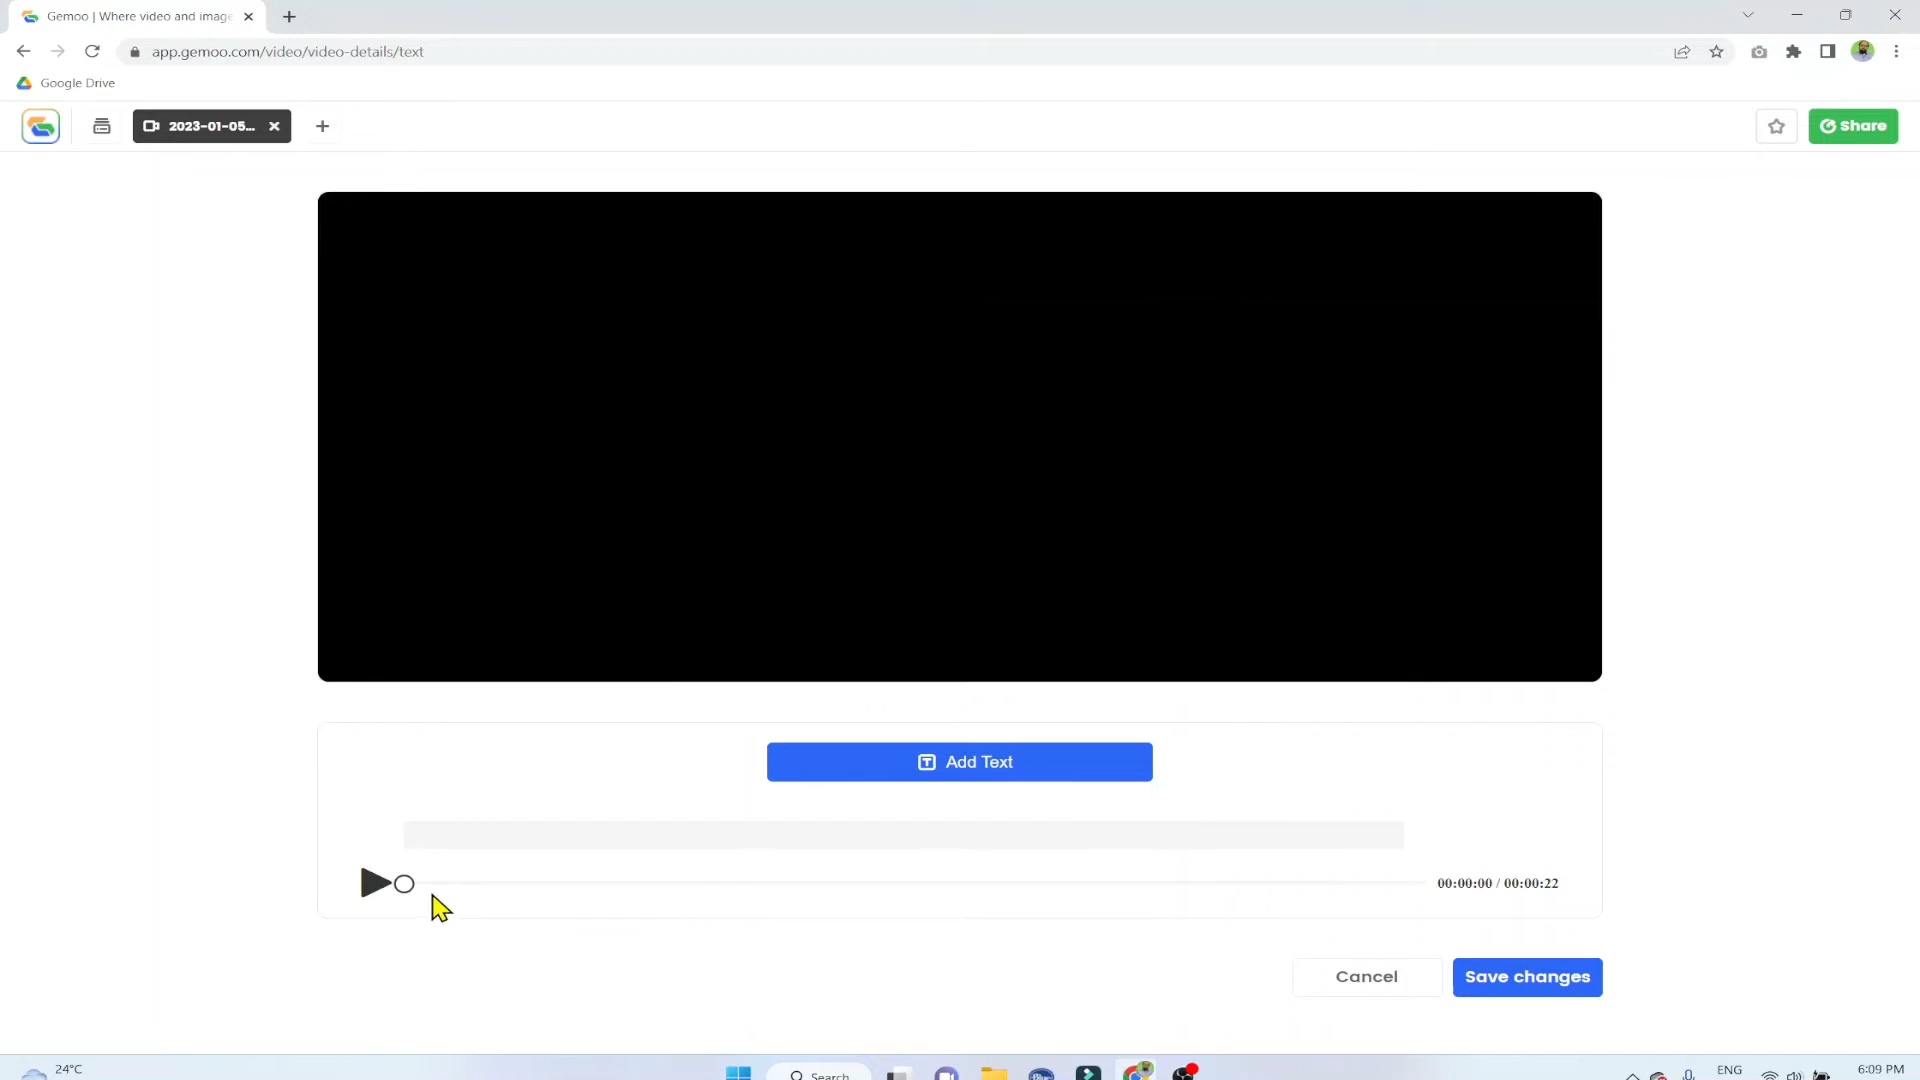 Gemoo | Where video and image
app.gemoo.com/video/video-details/text
Google Drive
2023-01-05...
Share
Add Text
00:00:00 / 00:00:22
Cancel
Save changes
24°C
Search
ENG
6:09 PM